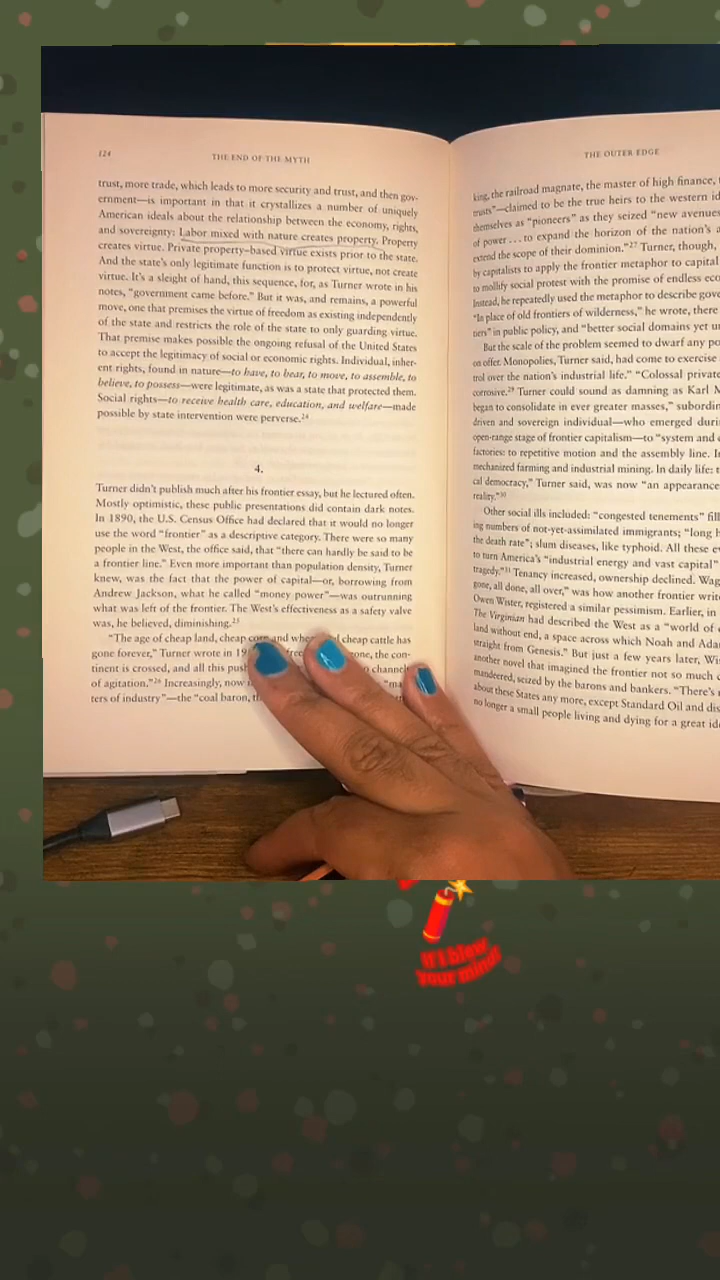 124
THE END OF THE MYTH
trust, more trade, which leads to more security and trust, and then gov-
ernment—is important in that it crystallizes a number of uniquely
American ideals about the relationship between the economy, rights,
and sovereignty: Labor mixed with nature creates property. Property
creates virtue. Private property–based virtue exists prior to the state.
And the state's only legitimate function is to protect virtue, not create
virtue. It's a sleight of hand, this sequence, for, as Turner wrote in his
notes, "government came before." But it was, and remains, a powerful
move, one that premises the virtue of freedom as existing independently
of the state and restricts the role of the state to only guarding virtue.
That premise makes possible the ongoing refusal of the United States
to accept the legitimacy of social or economic rights. Individual, inher-
ent rights, found in nature—to have, to bear, to move, to assemble, to
believe, to possess—were legitimate, as was a state that protected them.
Social rights—to receive health care, education, and welfare—made
possible by state intervention were perverse.24
4.
Turner didn't publish much after his frontier essay, but he lectured often.
Mostly optimistic, these public presentations did contain dark notes.
In 1890, the U.S. Census Office had declared that it would no longer
use the word "frontier" as a descriptive category. There were so many
people in the West, the office said, that "there can hardly be said to be
a frontier line." Even more important than population density, Turner
knew, was the fact that the power of capital—or, borrowing from
Andrew Jackson, what he called "money power"—was outrunning
what was left of the frontier. The West's effectiveness as a safety valve
was, he believed, diminishing.25
"The age of cheap land, cheap corn and cheap cattle has
gone forever," Turner wrote in gone, the con-
tinent is crossed, and all this push channels
of agitation."26 Increasingly, now "mas-
ters of industry"—the "coal baron,
THE OUTER EDGE
king, the railroad magnate, the master of high finance,
trusts"—claimed to be the true heirs to the western
themselves as "pioneers" as they seized "new avenues
of power . . . to expand the horizon of the nation's
extend the scope of their dominion."27 Turner, though,
by capitalists to apply the frontier metaphor to capital
to mollify social protest with the promise of endless
Instead, he repeatedly used the metaphor to describe
"In place of old frontiers of wilderness," he wrote, there
tiers" in public policy, and "better social domains yet
But the scale of the problem seemed to dwarf any
on offer. Monopolies, Turner said, had come to exercise
trol over the nation's industrial life." "Colossal private
corrosive.29 Turner could sound as damning as Karl
began to consolidate in ever greater masses,"
driven and sovereign individual—who emerged
open-range stage of frontier capitalism—to "system and
factories: to repetitive motion and the assembly line. In
mechanized farming and industrial mining. In daily life:
cal democracy," Turner said, was now "an appearance
reality."30
Other social ills included: "congested tenements"
ing numbers of not-yet-assimilated immigrants; "long
the death rate"; slum diseases, like typhoid. All these
to turn America's "industrial energy and vast capital"
tragedy."31 Tenancy increased, ownership declined.
gone, all done, all over," was how another frontier
Owen Wister, registered a similar pessimism. Earlier, in
The Virginian had described the West as a "world of
land without end, a space across which Noah and
straight from Genesis." But just a few years later,
another novel that imagined the frontier not so much
mandeered, seized by the barons and bankers. "There's
about these States any more, except Standard Oil and
no longer a small people living and dying for a great
If I blew
your mind!